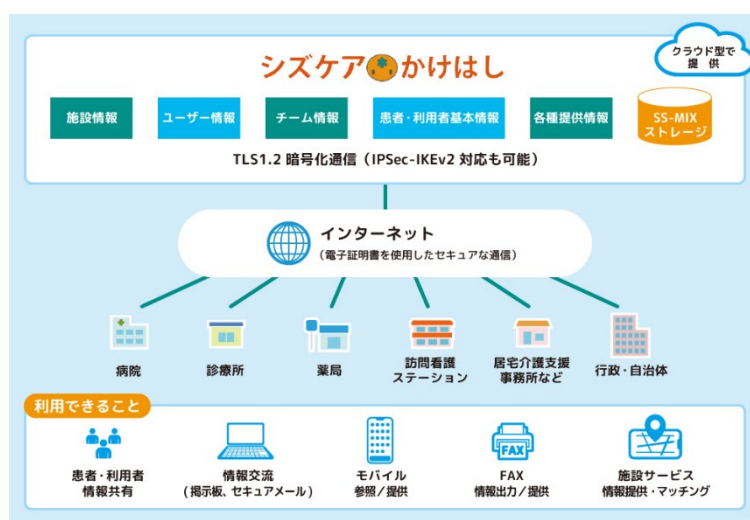 クラウド型で
提 供
シズケア かけはし
施設情報
ユーザー情報
チーム情報
患者・利用者基本情報
各種提供情報
SS-MIX
ストレージ
TLS1.2 暗号化通信（IPSec-IKEv2 対応も可能）
インターネット
（電子証明書を使用したセキュアな通信）
病院
診療所
薬局
訪問看護
ステーション
居宅介護支援
事務所など
行政・自治体
利用できること
患者・利用者
情報共有
情報交流
（掲示板、セキュアメール）
モバイル
参照／提供
FAX
FAX
情報出力／提供
施設サービス
情報提供・マッチング